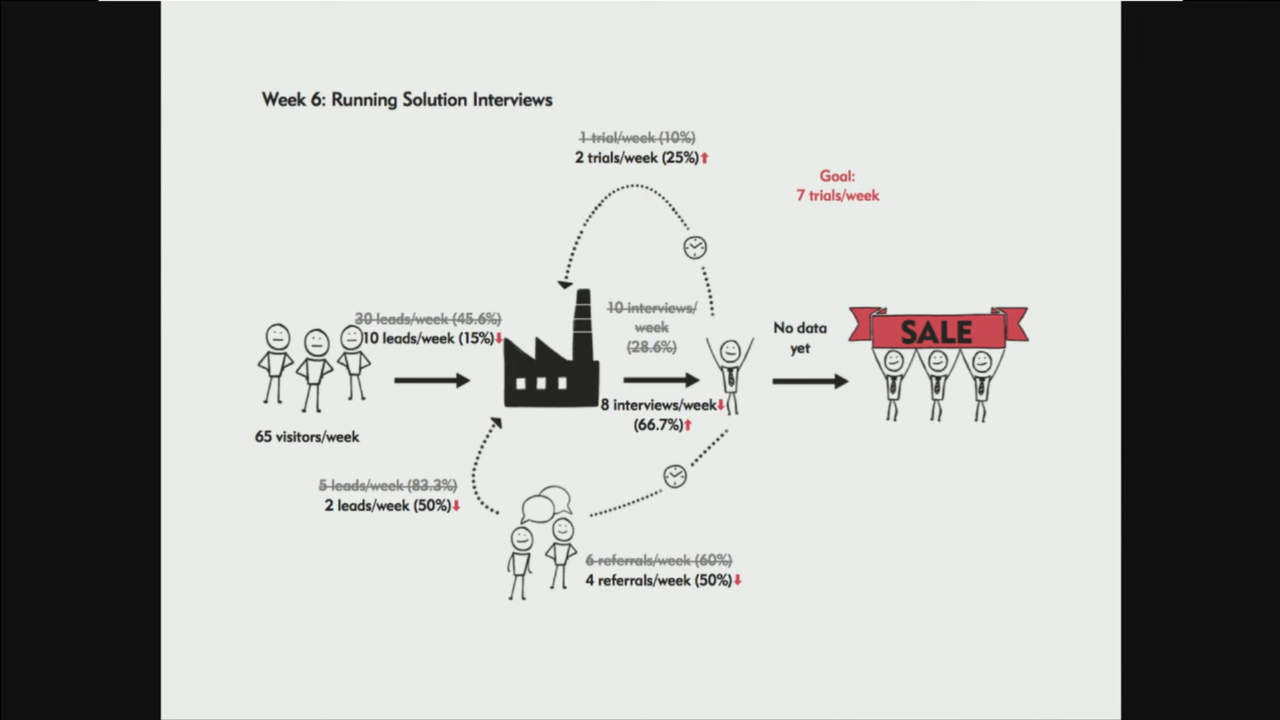 Week 6: Running Solution Interviews
1 trial/week (10%)
2 trials/week (25%)
Goal:
7 trials/week
30 leads/week (45.6%)
10 leads/week (15%)
10 interviews/
week
(28.6%)
No data
yet
SALE
8 interviews/week
(66.7%)
65 visitors/week
5 leads/week (83.3%)
2 leads/week (50%)
6 referrals/week (60%)
4 referrals/week (50%)